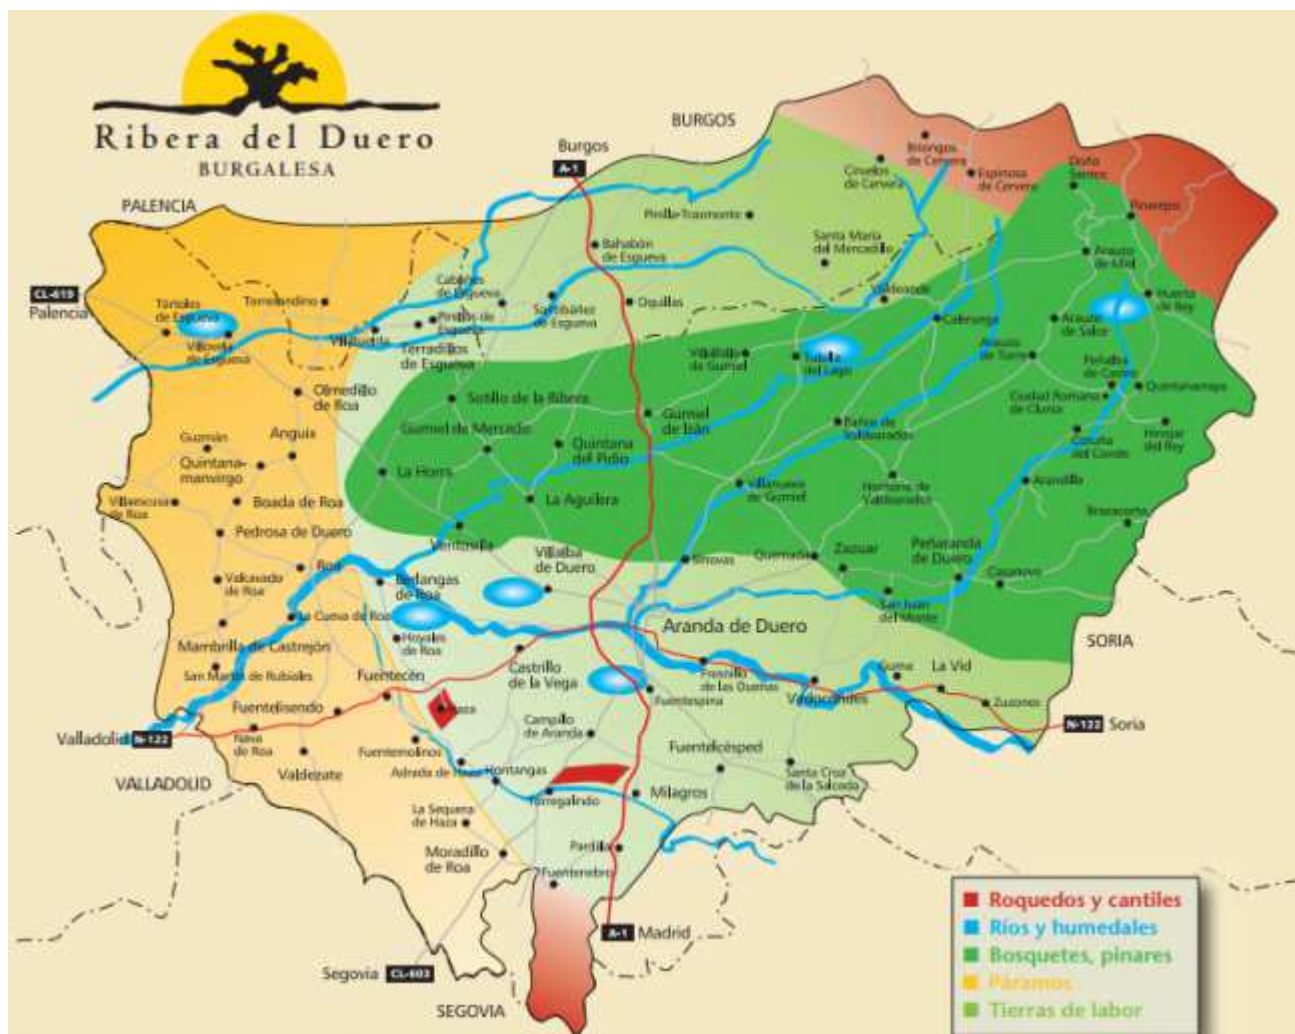 Ribera del Duero
BURGALESA
BURGOS
Burgos
A-1
PALENCIA
CL-619
Palencia
Briongos
de Cervera
Ciruelos
de Cervera
Espinosa
de Cervera
Doña
Santos
Pinarejos
Pinilla-Trasmonte
Santa María
del Mercadillo
Bahabón
de Esgueva
Arauzo
de Miel
Cabañes
de Esgueva
Santibáñez
de Esgueva
Oquillas
Valdeande
Huerta
de Rey
Tórtoles
de Esgueva
Torresandino
Villovela
de Esgueva
Villatuelda
Pinillos de
Esgueva
Terradillos
de Esgueva
Caleruega
Arauzo
de Salce
Arauzo
de Torre
Villalbilla
de Gumiel
Tubilla
del Lago
Peñalba
de Castro
Quintanarraya
Ciudad Romana
de Clunia
Olmedillo
de Roa
Sotillo de la Ribera
Gumiel de Mercado
Gumiel
de Izán
Baños de
Valdearados
Coruña
del Conde
Hinojar
del Rey
Guzmán
Anguix
Quintana-
manvirgo
Quintana
del Pidio
La Horra
Villaescusa
de Roa
Boada de Roa
La Aguilera
Villanueva
de Gumiel
Hontoria de
Valdearados
Arandilla
Brazacorta
Pedrosa de Duero
Ventosilla
Villalba
de Duero
Sinovas
Quemada
Zazuar
Peñaranda
de Duero
Casanova
Roa
Valcavado
de Roa
Berlangas
de Roa
San Juan
del Monte
La Cueva de Roa
Hoyales
de Roa
Aranda de Duero
SORIA
Mambrilla de Castrejón
San Martín de Rubiales
Castrillo
de la Vega
Fuentecén
Fresnillo
de las Dueñas
Guma
La Vid
Vadocondes
Zuzones
Fuentespina
Fuentelisendo
Haza
N-122
Soria
Valladolid
N-122
Nava
de Roa
Campillo
de Aranda
Fuentemolinos
Fuentelcésped
Valdezate
Adrada de Haza
Hontangas
Santa Cruz
de la Salceda
VALLADOLID
Torregalindo
Milagros
La Sequera
de Haza
Moradillo
de Roa
Pardilla
Fuentenebro
A-1
Madrid
Segovia
CL-603
SEGOVIA
Roquedos y cantiles
Ríos y humedales
Bosquetes, pinares
Páramos
Tierras de labor